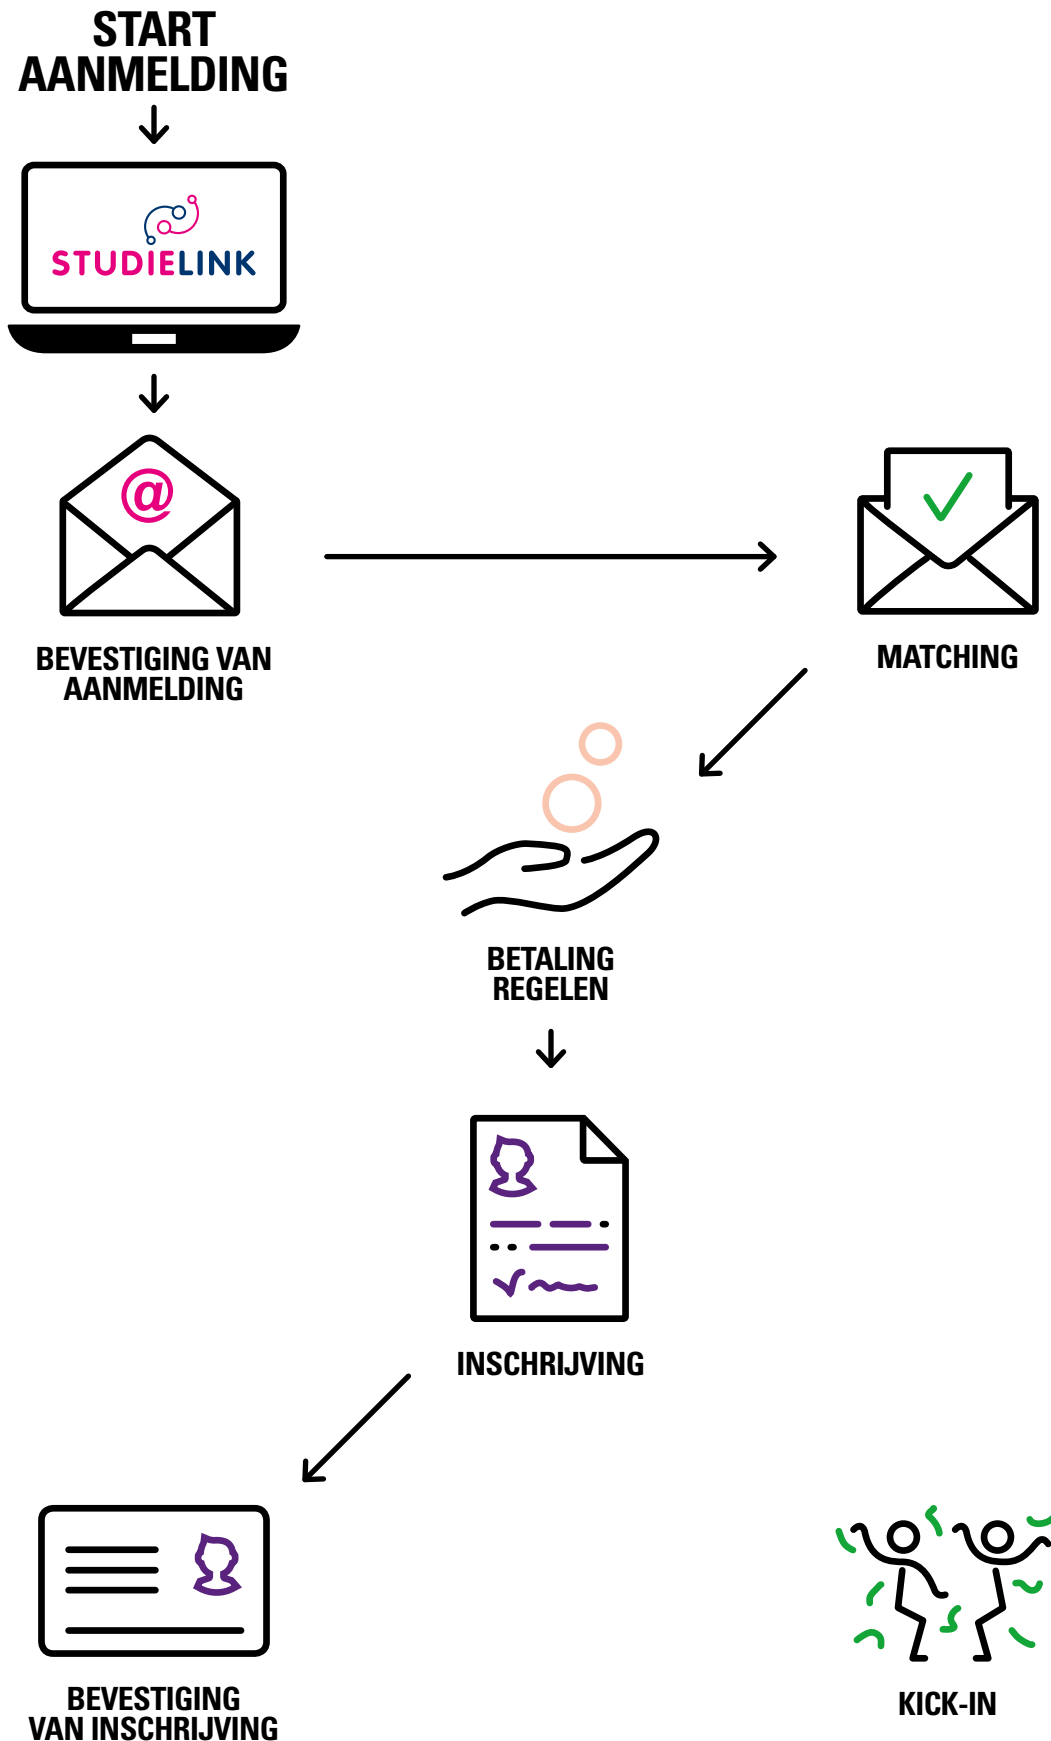 START
AANMELDING
STUDIELINK
@
BEVESTIGING VAN
AANMELDING
MATCHING
BETALING
REGELEN
INSCHRIJVING
BEVESTIGING
VAN INSCHRIJVING
KICK-IN